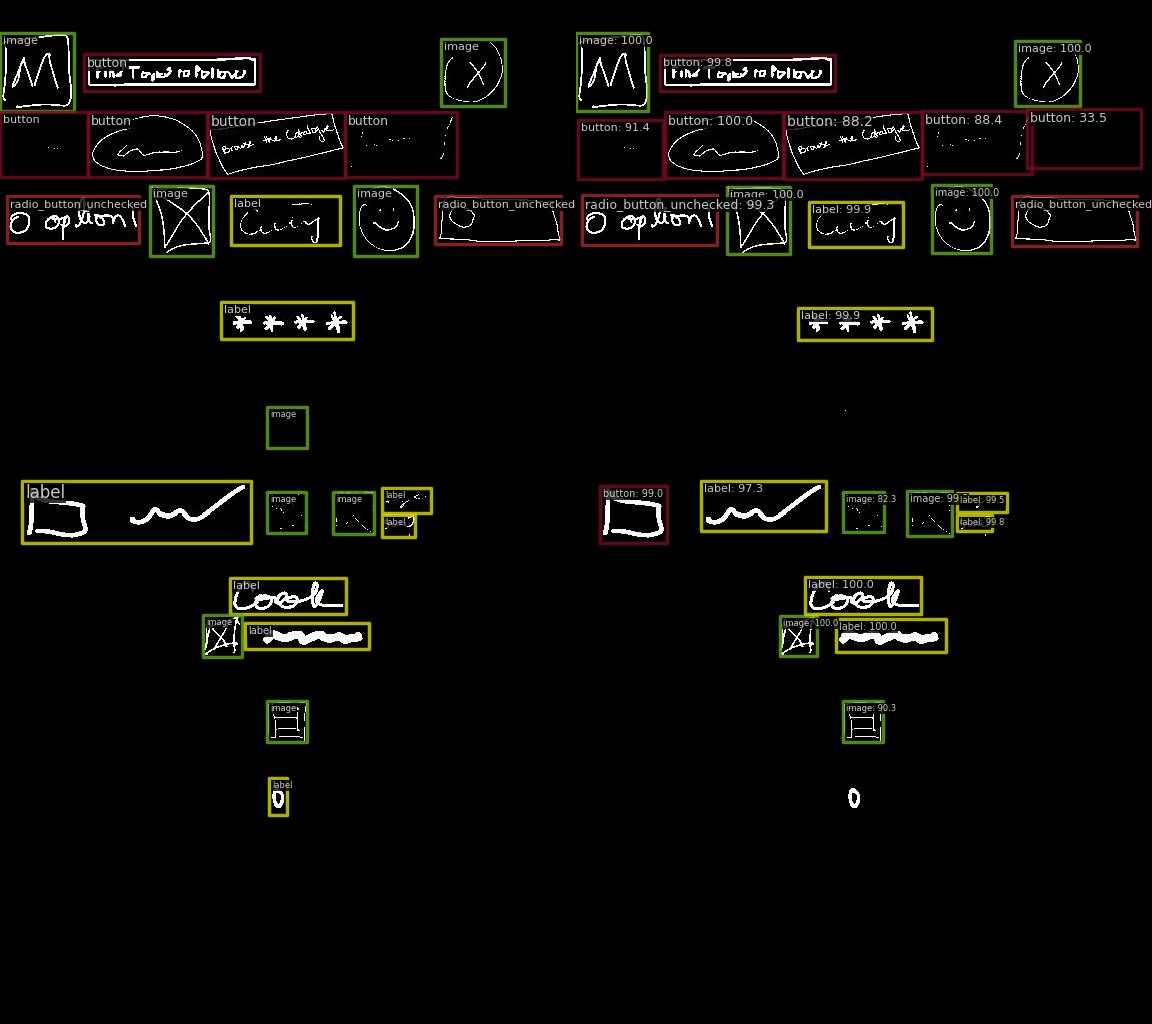 image image image: 100.0 image: 100.0
button Find Topics to Follow button: 99.8 Find Topics to Follow
M X M X
button button button button button: 91.4 button: 100.0 button: 88.2 button: 88.4 button: 33.5
Browse the Catalogue Browse the Catalogue
radio_button_unchecked image label image radio_button_unchecked radio_button_unchecked: 99.3 image: 100.0 label: 99.9 image: 100.0 radio_button_unchecked
O option1 O option1
label label: 99.9
* * * * * * * *
image
label image image label button: 99.0 label: 97.3 image: 82.3 image: 99 label: 99.5
label label: 99.8
label label: 100.0
image label image: 100.0 label: 100.0
image image: 90.3
label
0 0